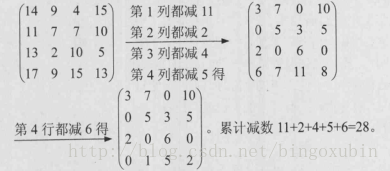 14 9 4 15
11 7 7 10
13 2 10 5
17 9 15 13
第1列都减11
第2列都减2
第3列都减4
第4列都减5得
3 7 0 10
0 5 3 5
2 0 6 0
6 7 11 8
第4行都减6得
3 7 0 10
0 5 3 5
2 0 6 0
0 1 5 2
。累计减数11+2+4+5+6=28。
http://blog.csdn.net/bingoxubin